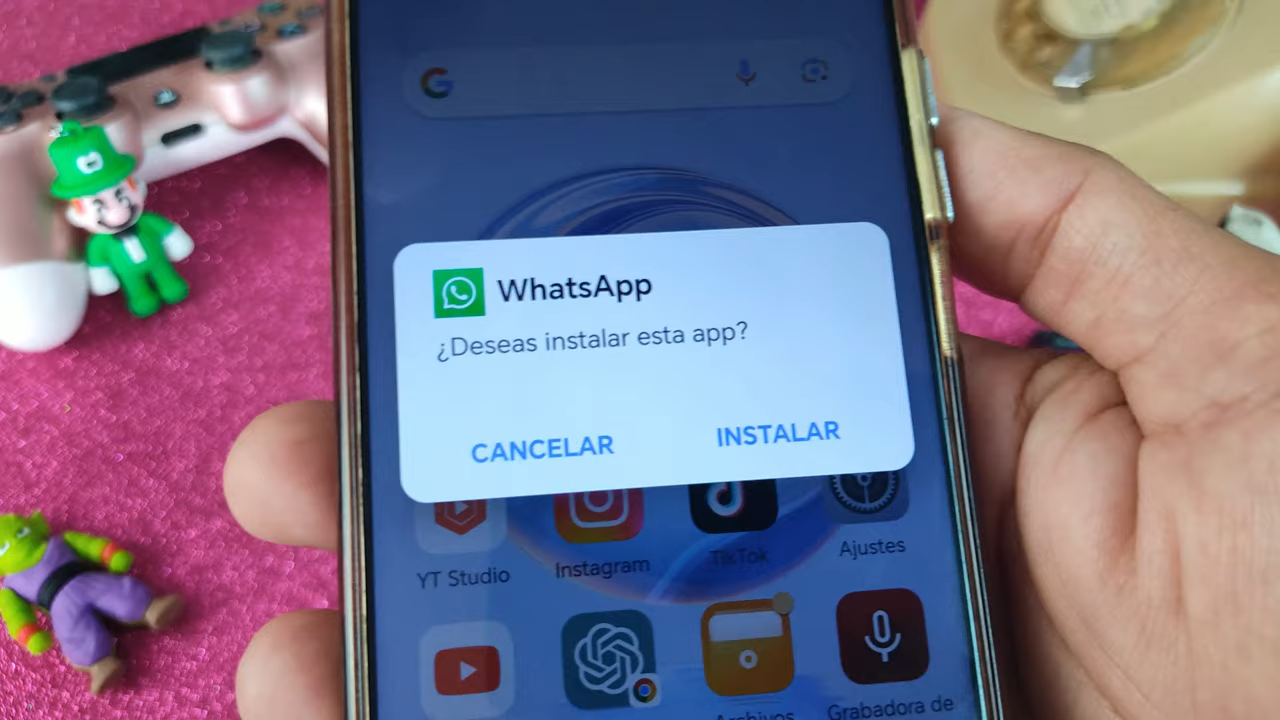 WhatsApp
¿Deseas instalar esta app?
CANCELAR
INSTALAR
YT Studio
Instagram
TikTok
Ajustes
Archivos
Grabadora de